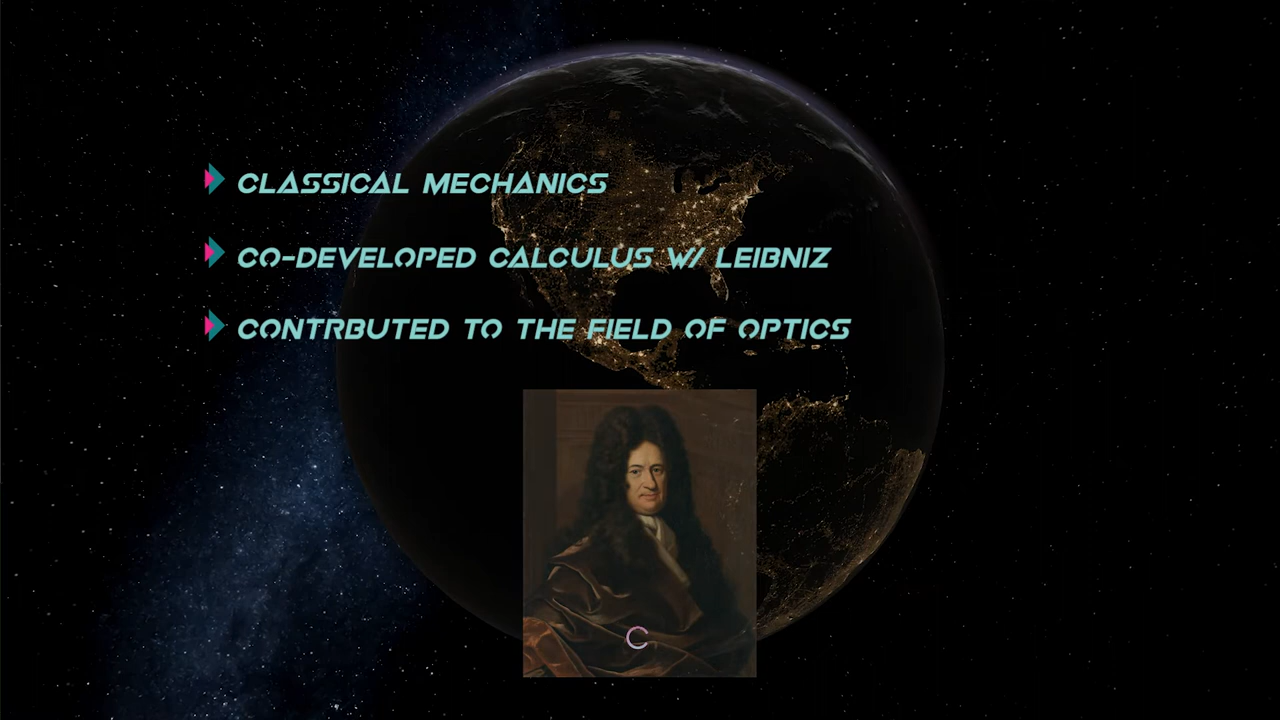 CLASSICAL MECHANICS
CO-DEVELOPED CALCULUS W/ LEIBNIZ
CONTRBUTED TO THE FIELD OF OPTICS